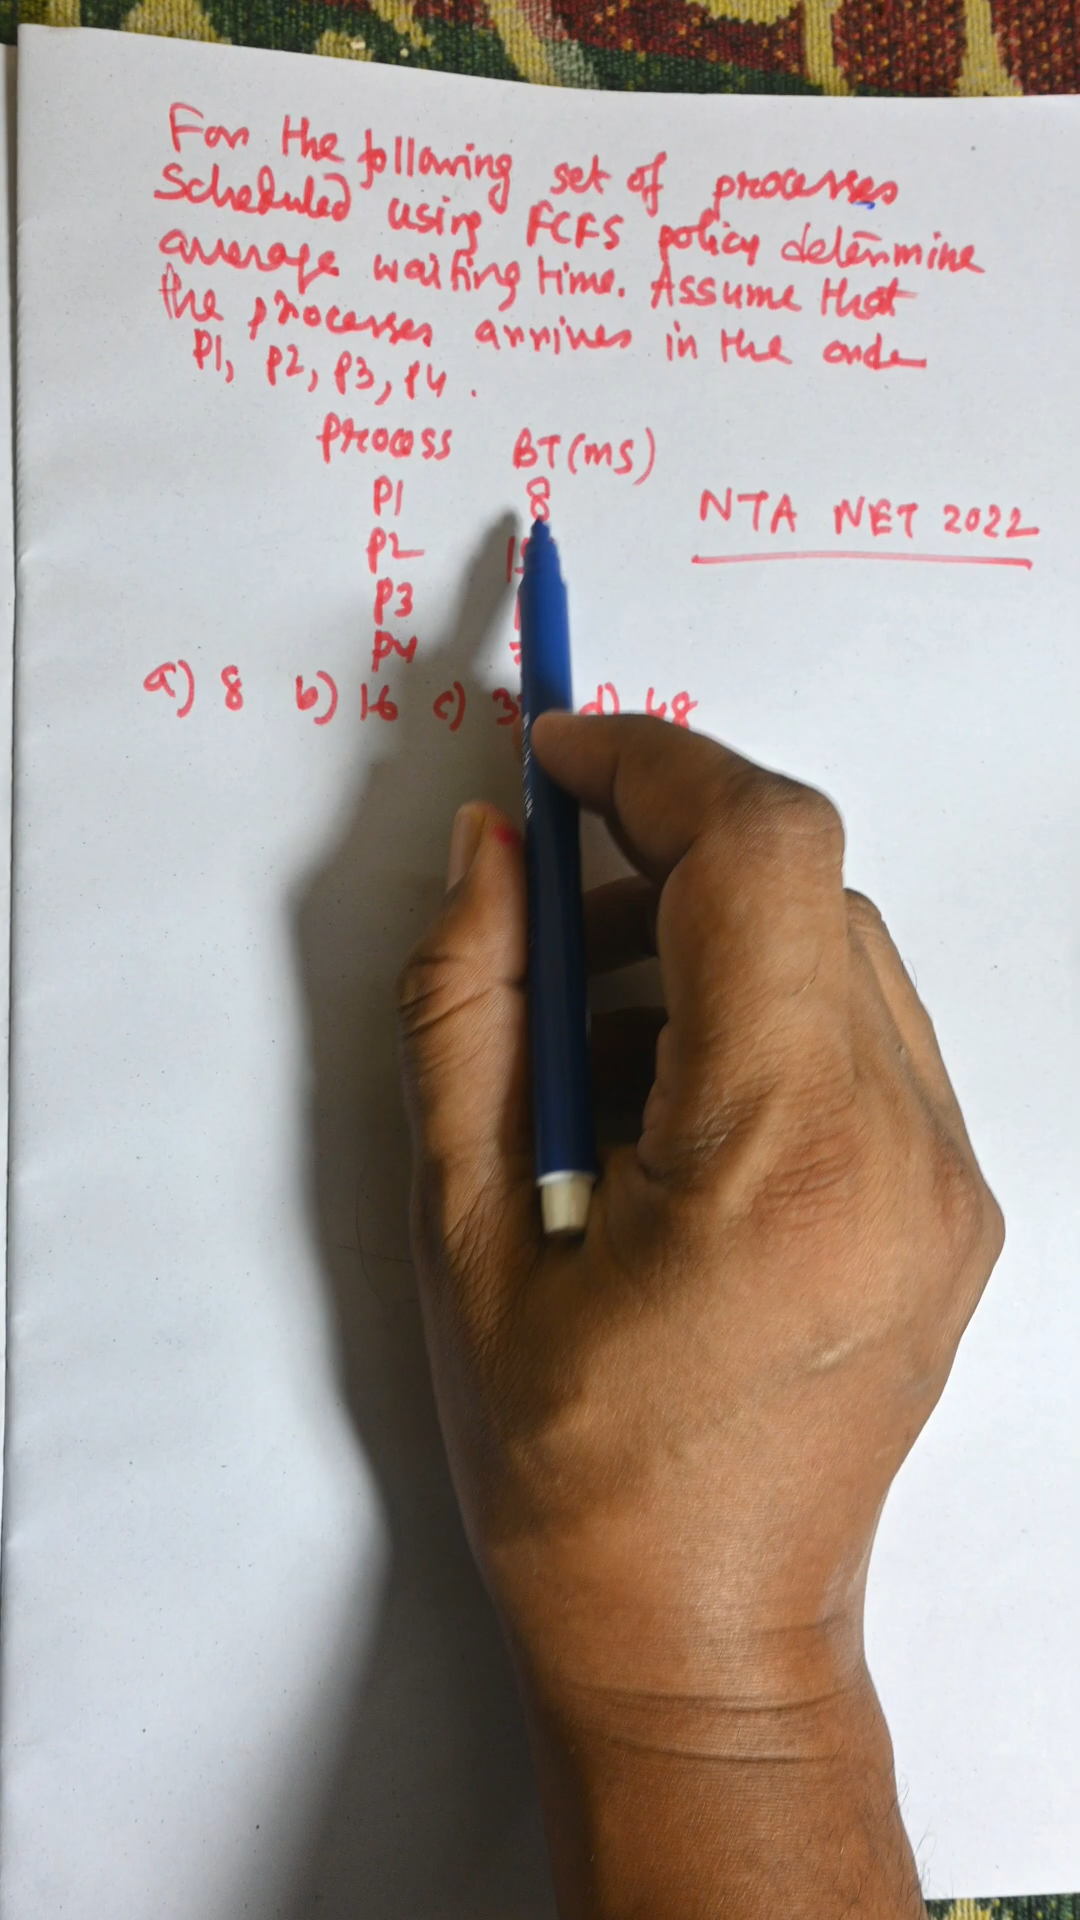 For the following set of processes
scheduled using FCFS policy determine
average waiting time. Assume that
the processes arrives in the orde
P1, P2, P3, P4.
Process BT(ms)
P1 8
P2
P3
P4
a) 8 b) 16 c) d) 48
NTA NET 2022